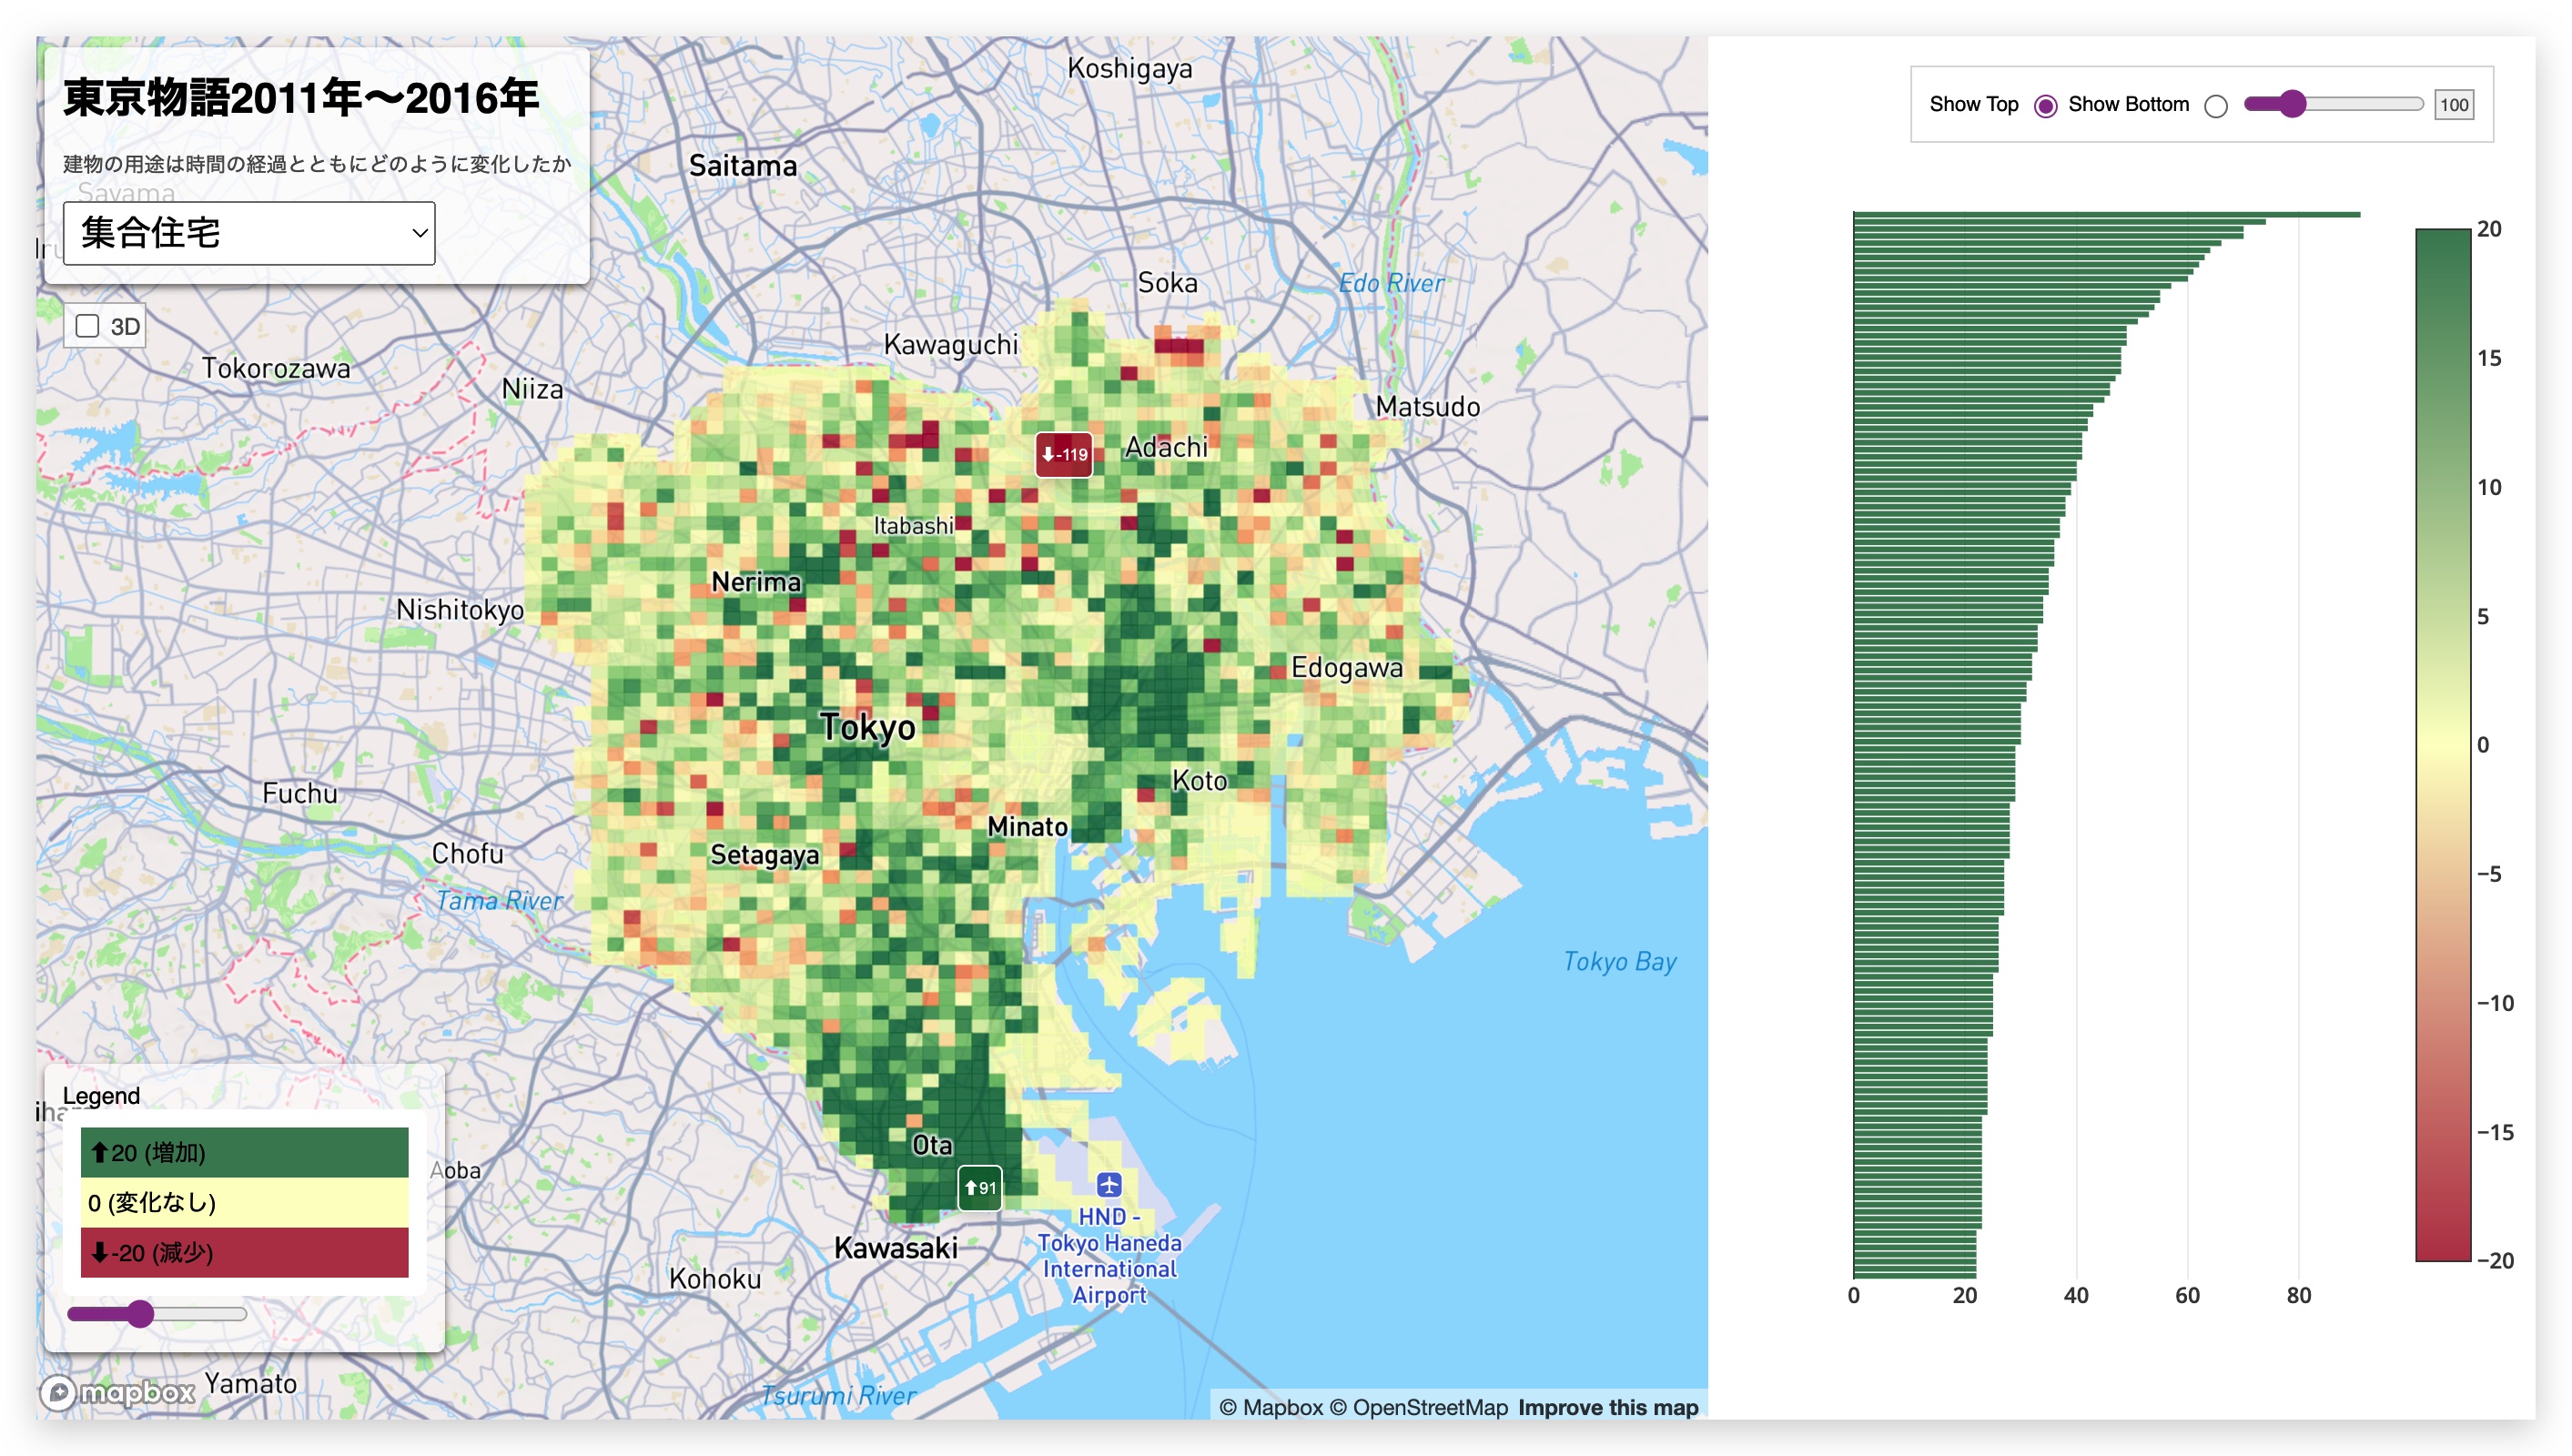 東京物語2011年〜2016年
建物の用途は時間の経過とともにどのように変化したか
Sayama
集合住宅
3D
Koshigaya
Saitama
Soka
Edo River
Kawaguchi
Tokorozawa
Niiza
Matsudo
Adachi
-119
Itabashi
Nerima
Nishitokyo
Edogawa
Tokyo
Koto
Fuchu
Minato
Chofu
Setagaya
Tama River
Tokyo Bay
Legend
20 (増加)
0 (変化なし)
-20 (減少)
Aoba
Ota
91
HND -
Tokyo Haneda
International
Airport
Kawasaki
Kohoku
Yamato
Tsurumi River
mapbox
© Mapbox © OpenStreetMap Improve this map
Show Top Show Bottom 100
20
15
10
5
0
−5
−10
−15
−20
0 20 40 60 80